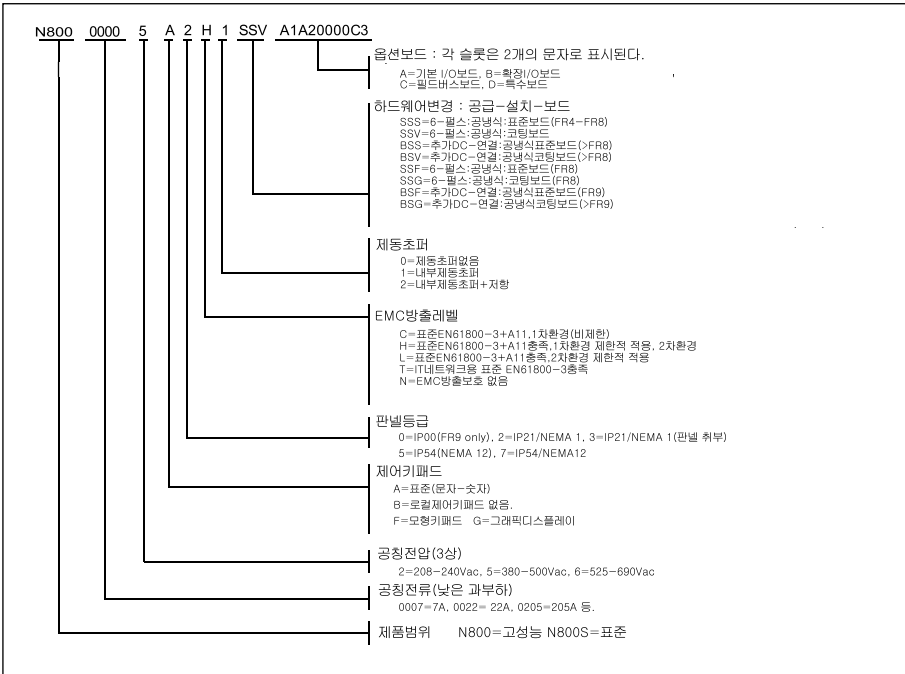 N800 0000 5 A 2 H 1 SSV A1A20000C3
옵션보드 : 각 슬롯은 2개의 문자로 표시된다.
A=기본 I/O보드, B=확장I/O보드
C=필드버스보드, D=특수보드
하드웨어변경 : 공급-설치-보드
SSS=6-펄스:공냉식:표준보드(FR4-FR8)
SSV=6-펄스:공냉식:코팅보드
BSS=추가DC-연결:공냉식표준보드(>FR8)
BSV=추가DC-연결:공냉식코팅보드(>FR8)
SSF=6-펄스:공냉식:표준보드(FR8)
SSG=6-펄스:공냉식:코팅보드(FR8)
BSF=추가DC-연결:공냉식표준보드(FR9)
BSG=추가DC-연결:공냉식코팅보드(>FR9)
제동초퍼
0=제동초퍼없음
1=내부제동초퍼
2=내부제동초퍼+저항
EMC방출레벨
C=표준EN61800-3+A11,1차환경(비제한)
H=표준EN61800-3+A11충족,1차환경 제한적 적용, 2차환경
L=표준EN61800-3+A11충족,2차환경 제한적 적용
T=IT네트워크용 표준 EN61800-3충족
N=EMC방출보호 없음
판넬등급
0=IP00(FR9 only), 2=IP21/NEMA 1, 3=IP21/NEMA 1(판넬 취부)
5=IP54(NEMA 12), 7=IP54/NEMA12
제어키패드
A=표준(문자-숫자)
B=로컬제어키패드 없음.
F=모형키패드 G=그래픽디스플레이
공칭전압(3상)
2=208-240Vac, 5=380-500Vac, 6=525-690Vac
공칭전류(낮은 과부하)
0007=7A, 0022= 22A, 0205=205A 등.
제품범위 N800=고성능 N800S=표준